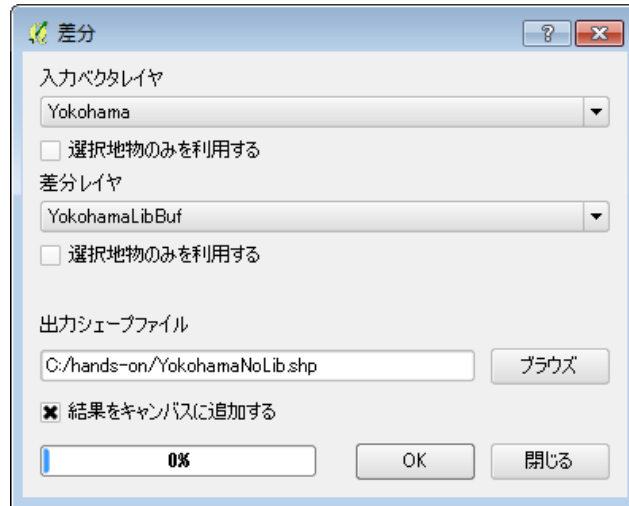 差分
入力ベクタレイヤ
Yokohama
選択地物のみを利用する
差分レイヤ
YokohamaLibBuf
選択地物のみを利用する
出力シェープファイル
C:/hands-on/YokohamaNoLib.shp
ブラウズ
結果をキャンバスに追加する
0%
OK
閉じる